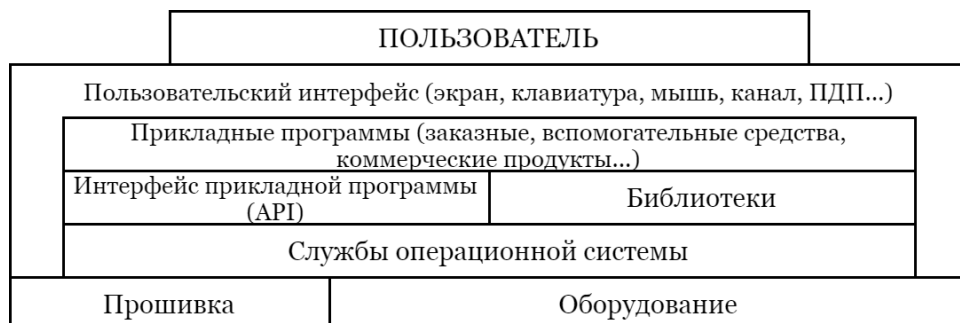 ПОЛЬЗОВАТЕЛЬ
Пользовательский интерфейс (экран, клавиатура, мышь, канал, ПДП...)
Прикладные программы (заказные, вспомогательные средства,
коммерческие продукты...)
Интерфейс прикладной программы
(API)
Библиотеки
Службы операционной системы
Прошивка
Оборудование